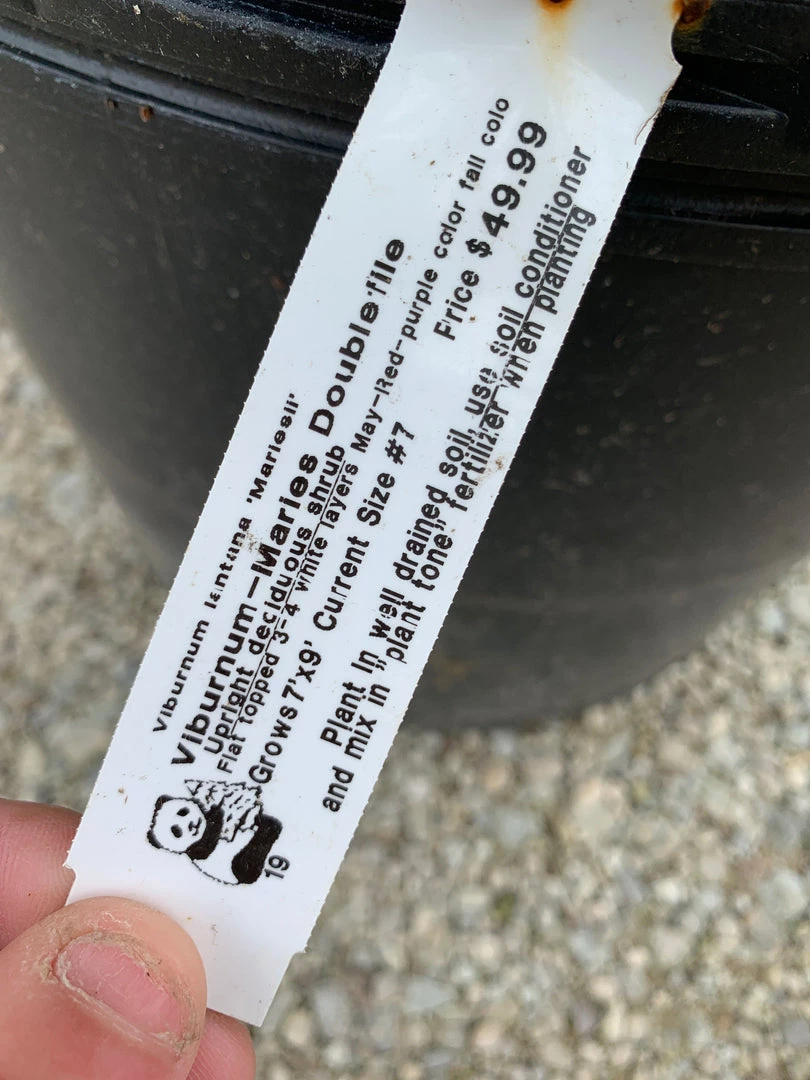 Viburnum lantana 'Mariesii'
Viburnum-Maries Doublefile
Upright deciduous shrub
Flat topped 3-4 white layers May-Red-purple color fall colo
Grows 7'x9' Current Size #7
Price $49.99
Plant in well drained soil, use soil conditioner
and mix in "plant tone" fertilizer when planting
19